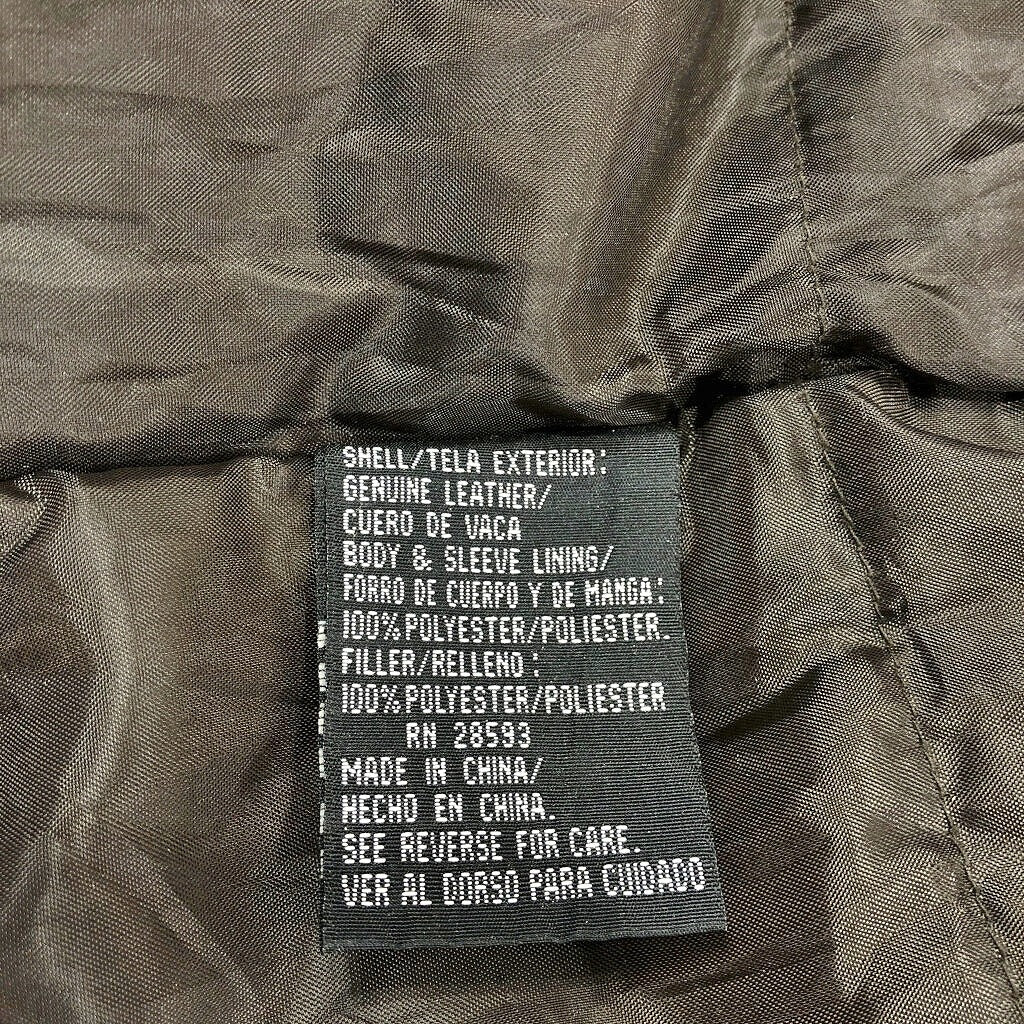 SHELL/TELA EXTERIOR:
GENUINE LEATHER/
CUERO DE VACA
BODY & SLEEVE LINING/
FORRO DE CUERPO Y DE MANGA:
100% POLYESTER/POLIESTER.
FILLER/RELLENO:
100% POLYESTER/POLIESTER
RN 28593
MADE IN CHINA/
HECHO EN CHINA.
SEE REVERSE FOR CARE.
VER AL DORSO PARA CUIDADO